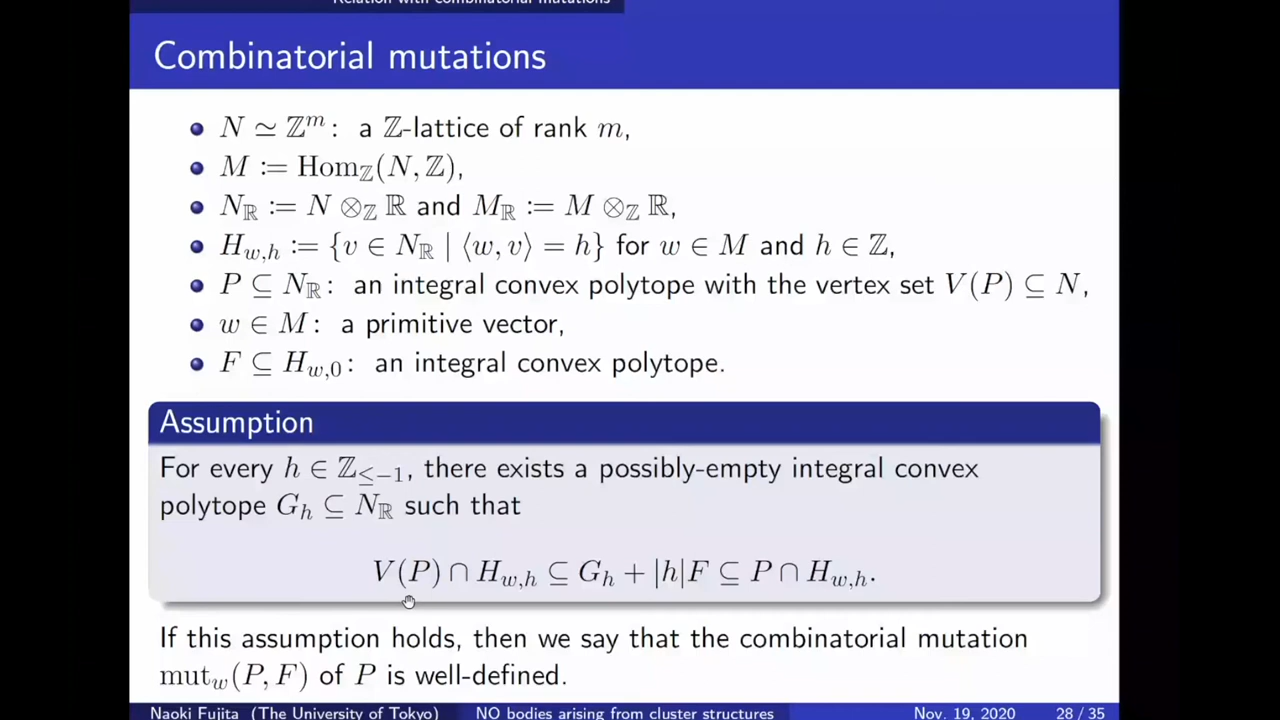 Relation with combinatorial mutations
Combinatorial mutations
N ≃ ℤ^m : a ℤ-lattice of rank m,
M := Hom_ℤ(N, ℤ),
N_ℝ := N ⊗_ℤ ℝ and M_ℝ := M ⊗_ℤ ℝ,
H_{w,h} := {v ∈ N_ℝ | ⟨w, v⟩ = h} for w ∈ M and h ∈ ℤ,
P ⊆ N_ℝ : an integral convex polytope with the vertex set V(P) ⊆ N,
w ∈ M : a primitive vector,
F ⊆ H_{w,0} : an integral convex polytope.
Assumption
For every h ∈ ℤ_{≤−1}, there exists a possibly-empty integral convex
polytope G_h ⊆ N_ℝ such that
V(P) ∩ H_{w,h} ⊆ G_h + |h|F ⊆ P ∩ H_{w,h}.
If this assumption holds, then we say that the combinatorial mutation
mut_w(P, F) of P is well-defined.
Naoki Fujita (The University of Tokyo) NO bodies arising from cluster structures Nov. 19, 2020 28 / 35